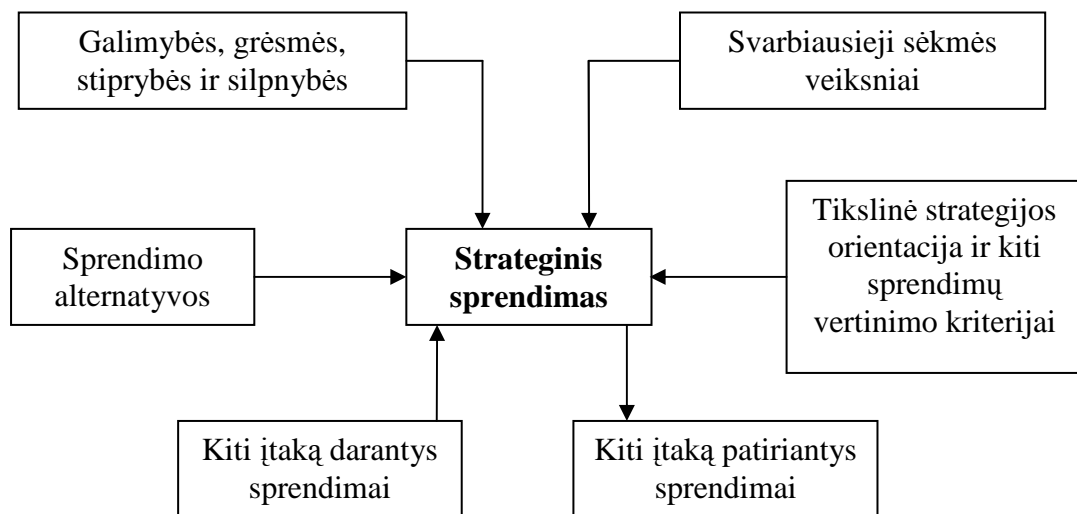 Galimybės, grėsmės,
stiprybės ir silpnybės
Svarbiausieji sėkmės
veiksniai
Sprendimo
alternatyvos
Strateginis
sprendimas
Tikslinė strategijos
orientacija ir kiti
sprendimų
vertinimo kriterijai
Kiti įtaką darantys
sprendimai
Kiti įtaką patiriantys
sprendimai